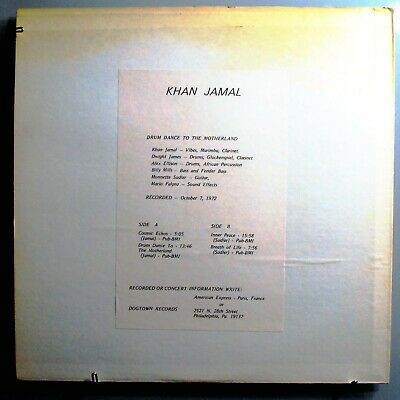 KHAN JAMAL
DRUM DANCE TO THE MOTHERLAND
Khan Jamal — Vibes, Marimba, Clarinet
Dwight James — Drums, Glockenspiel, Clarinet
Alex Ellison — Drums, African Percussion
Billy Mills — Bass and Fender Bass
Monnette Sudler — Guitar,
Mario Falgna — Sound Effects
RECORDED — October 7, 1972
SIDE A
Cosmic Echos - 5:05
(Jamal) - Pub-BMI
Drum Dance To - 13:46
The Motherland
(Jamal) - Pub-BMI
SIDE B
Inner Peace - 15:58
(Sudler) - Pub-BMI
Breath of Life - 7:56
(Sudler) - Pub-BMI
RECORDED OR CONCERT INFORMATION WRITE:
American Express - Paris, France
or
DOGTOWN RECORDS
2521 N. 28th Street
Philadelphia, Pa. 19132